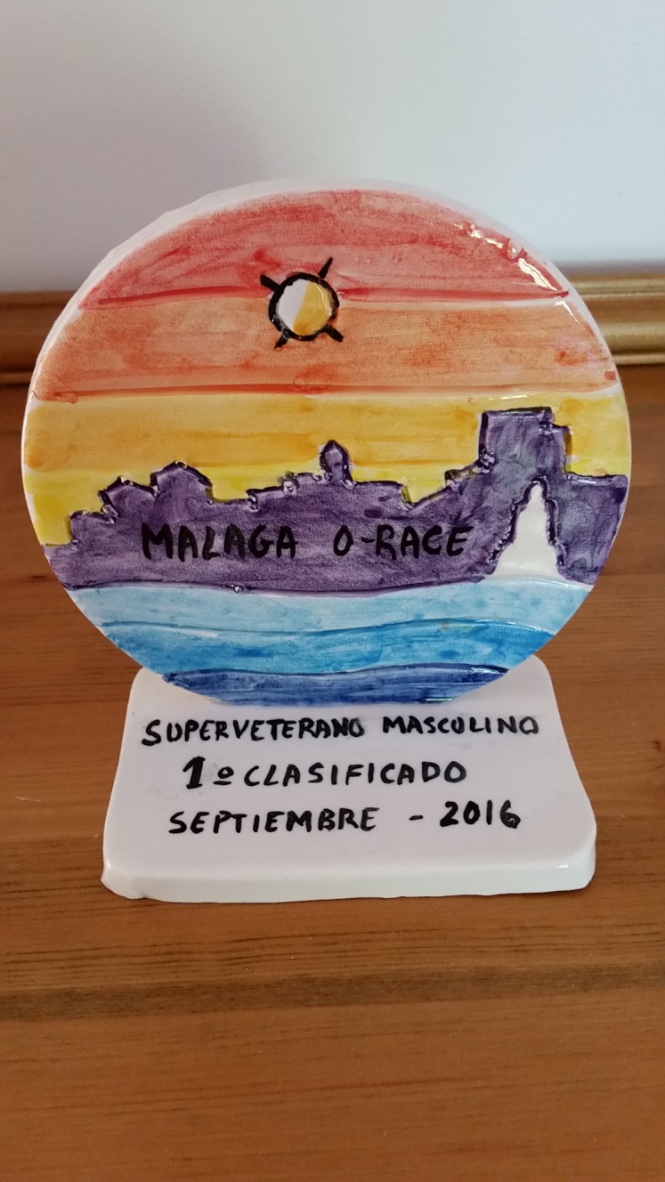 MALAGA O-RACE
SUPERVETERANO MASCULINO
1º CLASIFICADO
SEPTIEMBRE - 2016